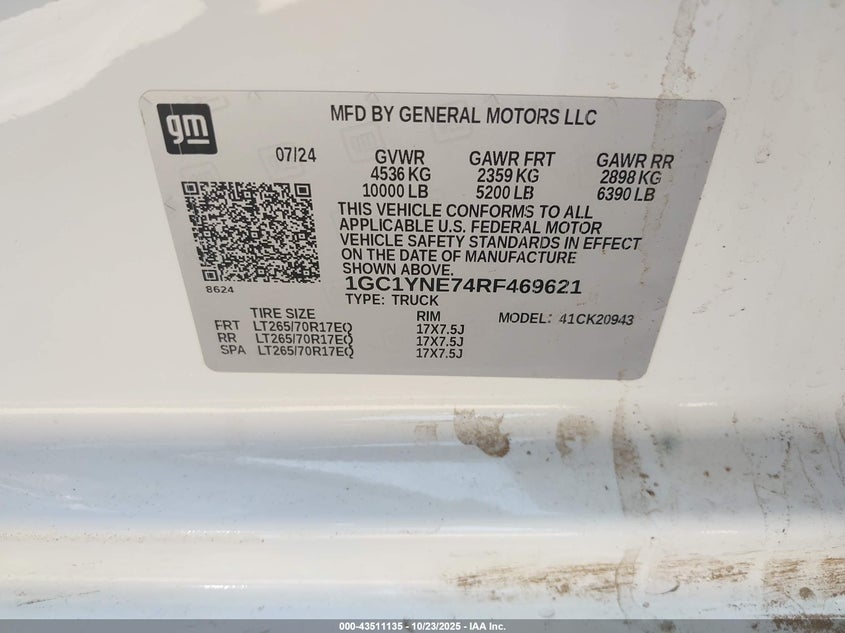 gm
MFD BY GENERAL MOTORS LLC
07/24 GVWR GAWR FRT GAWR RR
4536 KG 2359 KG 2898 KG
10000 LB 5200 LB 6390 LB
THIS VEHICLE CONFORMS TO ALL
APPLICABLE U.S. FEDERAL MOTOR
VEHICLE SAFETY STANDARDS IN EFFECT
ON THE DATE OF MANUFACTURE
SHOWN ABOVE.
8624
1GC1YNE74RF469621
TYPE: TRUCK
TIRE SIZE RIM MODEL: 41CK20943
FRT LT265/70R17EQ 17X7.5J
RR LT265/70R17EQ 17X7.5J
SPA LT265/70R17EQ 17X7.5J
000-43511135 - 10/23/2025 - IAA Inc.